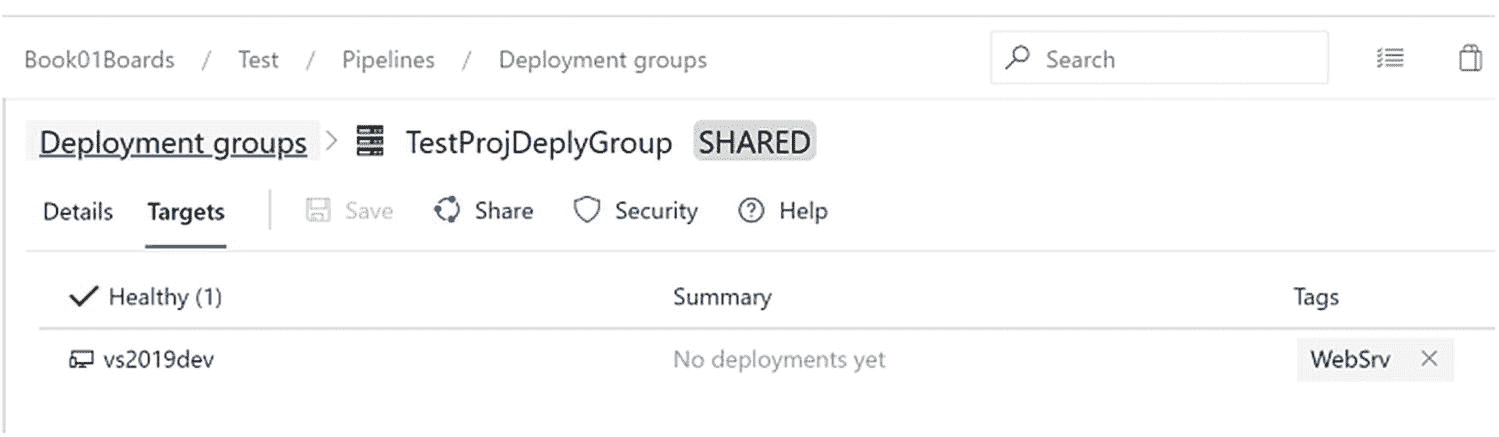 Book01Boards / Test / Pipelines / Deployment groups Search
Deployment groups > TestProjDeplyGroup SHARED
Details Targets Save Share Security Help
Healthy (1) Summary Tags
vs2019dev No deployments yet WebSrv ×